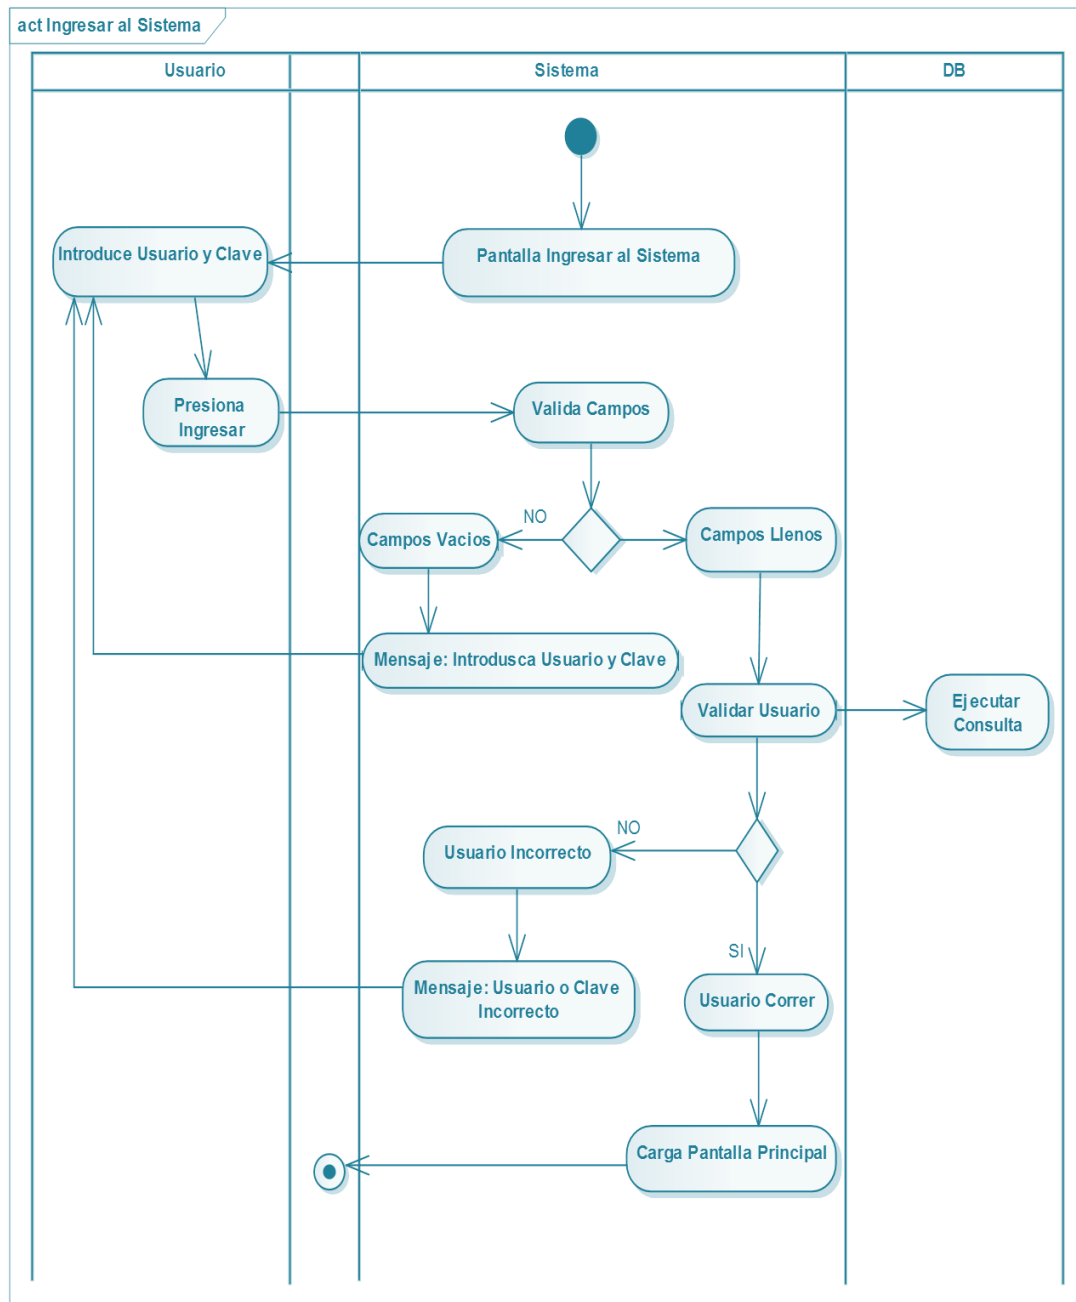 act Ingresar al Sistema
Usuario
Sistema
DB
Introduce Usuario y Clave
Pantalla Ingresar al Sistema
Presiona
Ingresar
Valida Campos
NO
Campos Vacios
Campos Llenos
Mensaje: Introdusca Usuario y Clave
Validar Usuario
Ejecutar
Consulta
NO
Usuario Incorrecto
SI
Mensaje: Usuario o Clave
Incorrecto
Usuario Correr
Carga Pantalla Principal